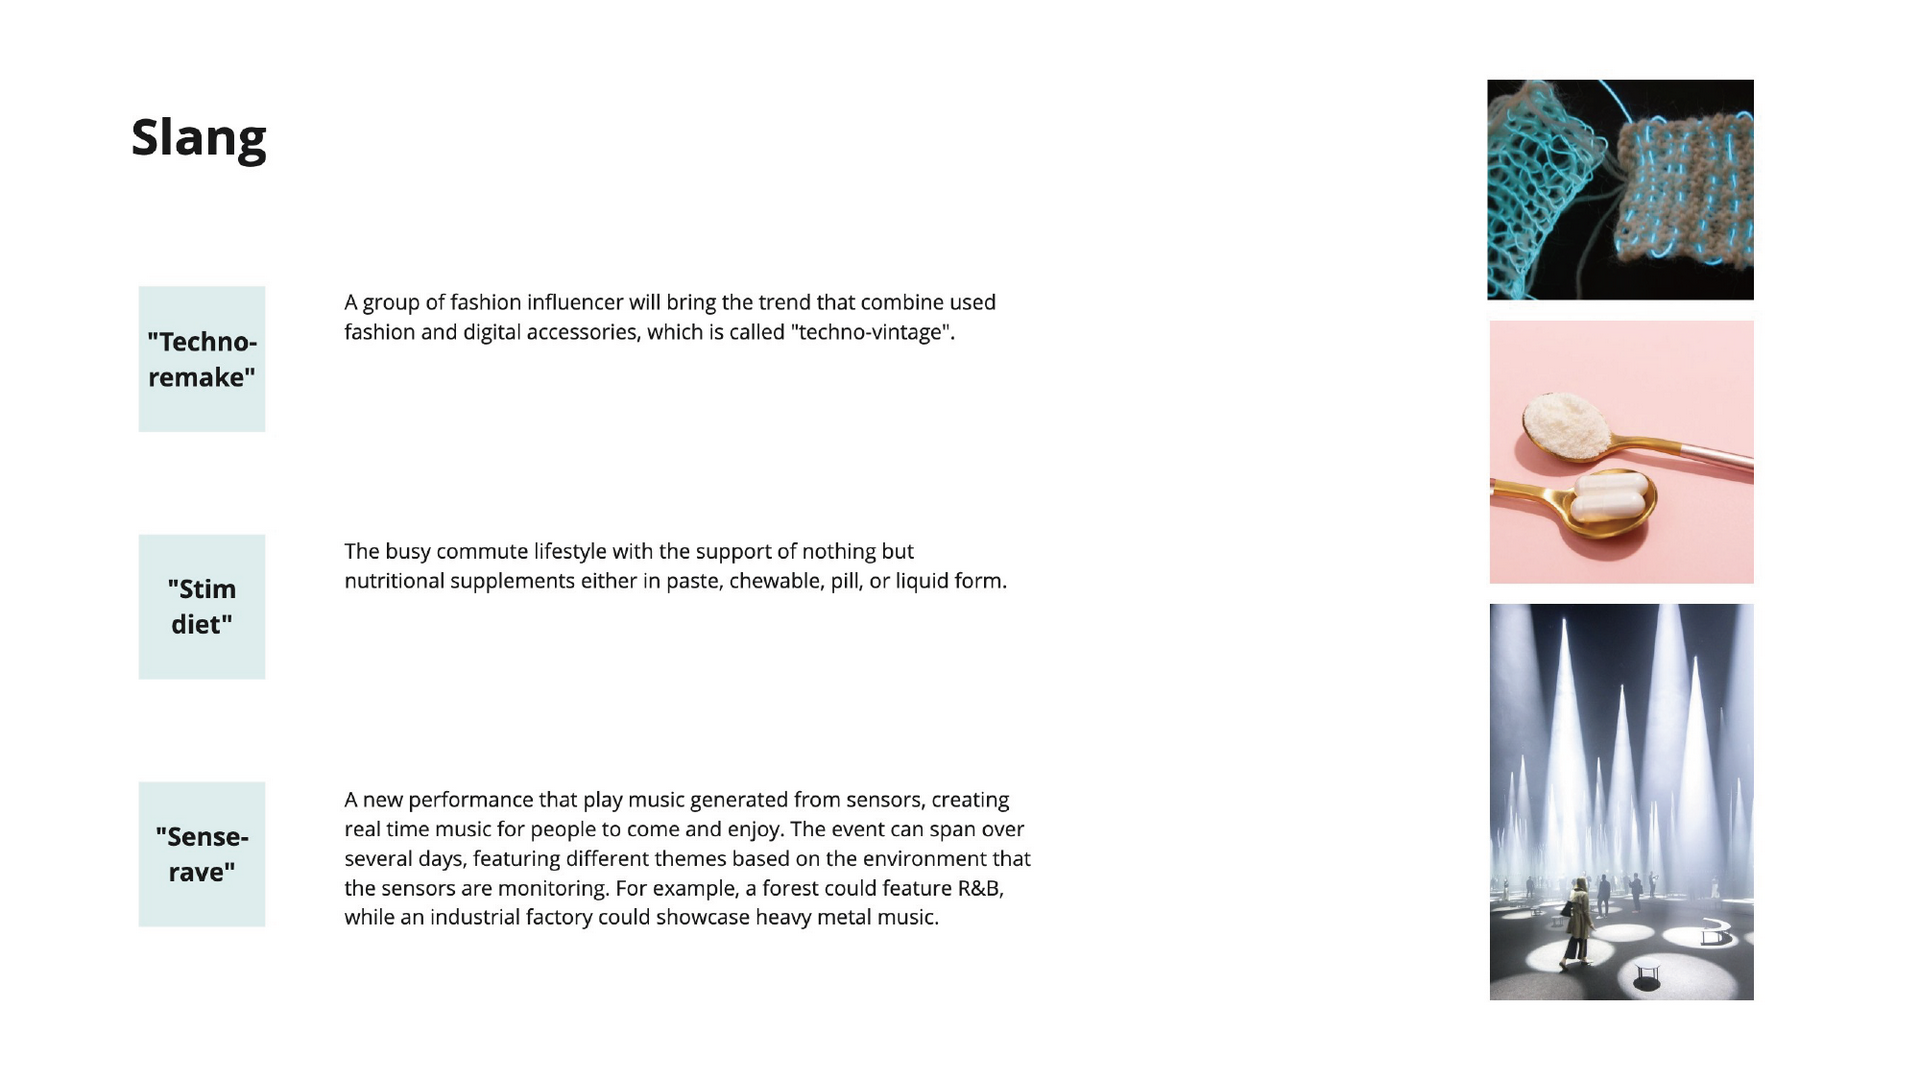 Slang
"Techno-
remake"
A group of fashion influencer will bring the trend that combine used
fashion and digital accessories, which is called "techno-vintage".
"Stim
diet"
The busy commute lifestyle with the support of nothing but
nutritional supplements either in paste, chewable, pill, or liquid form.
"Sense-
rave"
A new performance that play music generated from sensors, creating
real time music for people to come and enjoy. The event can span over
several days, featuring different themes based on the environment that
the sensors are monitoring. For example, a forest could feature R&B,
while an industrial factory could showcase heavy metal music.